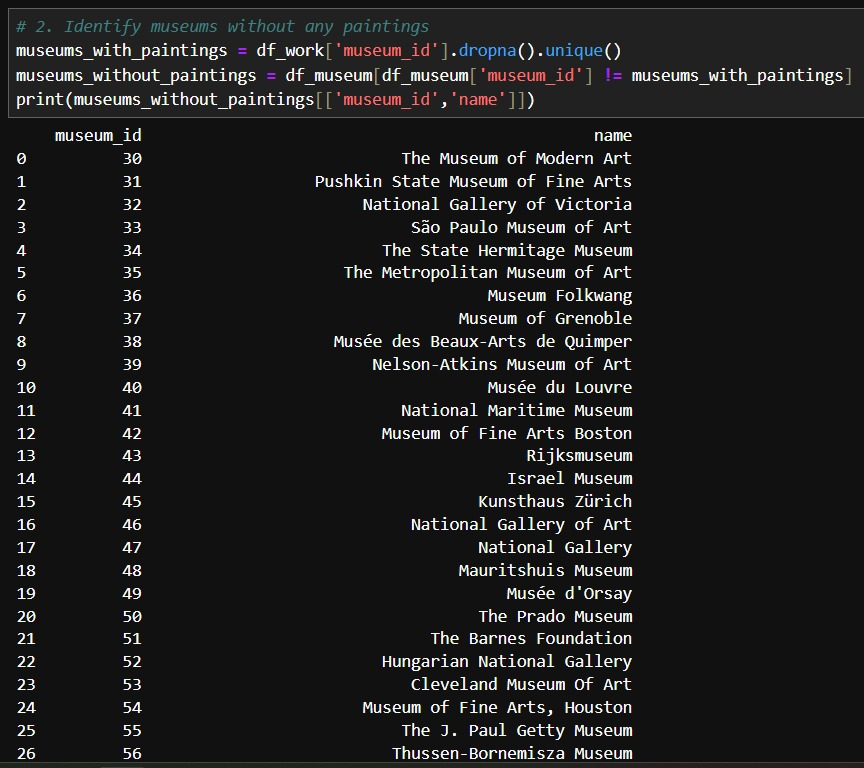 # 2. Identify museums without any paintings
museums_with_paintings = df_work['museum_id'].dropna().unique()
museums_without_paintings = df_museum[df_museum['museum_id'] != museums_with_paintings]
print(museums_without_paintings[['museum_id','name']])
museum_id name
0 30 The Museum of Modern Art
1 31 Pushkin State Museum of Fine Arts
2 32 National Gallery of Victoria
3 33 São Paulo Museum of Art
4 34 The State Hermitage Museum
5 35 The Metropolitan Museum of Art
6 36 Museum Folkwang
7 37 Museum of Grenoble
8 38 Musée des Beaux-Arts de Quimper
9 39 Nelson-Atkins Museum of Art
10 40 Musée du Louvre
11 41 National Maritime Museum
12 42 Museum of Fine Arts Boston
13 43 Rijksmuseum
14 44 Israel Museum
15 45 Kunsthaus Zürich
16 46 National Gallery of Art
17 47 National Gallery
18 48 Mauritshuis Museum
19 49 Musée d'Orsay
20 50 The Prado Museum
21 51 The Barnes Foundation
22 52 Hungarian National Gallery
23 53 Cleveland Museum Of Art
24 54 Museum of Fine Arts, Houston
25 55 The J. Paul Getty Museum
26 56 Thussen-Bornemisza Museum